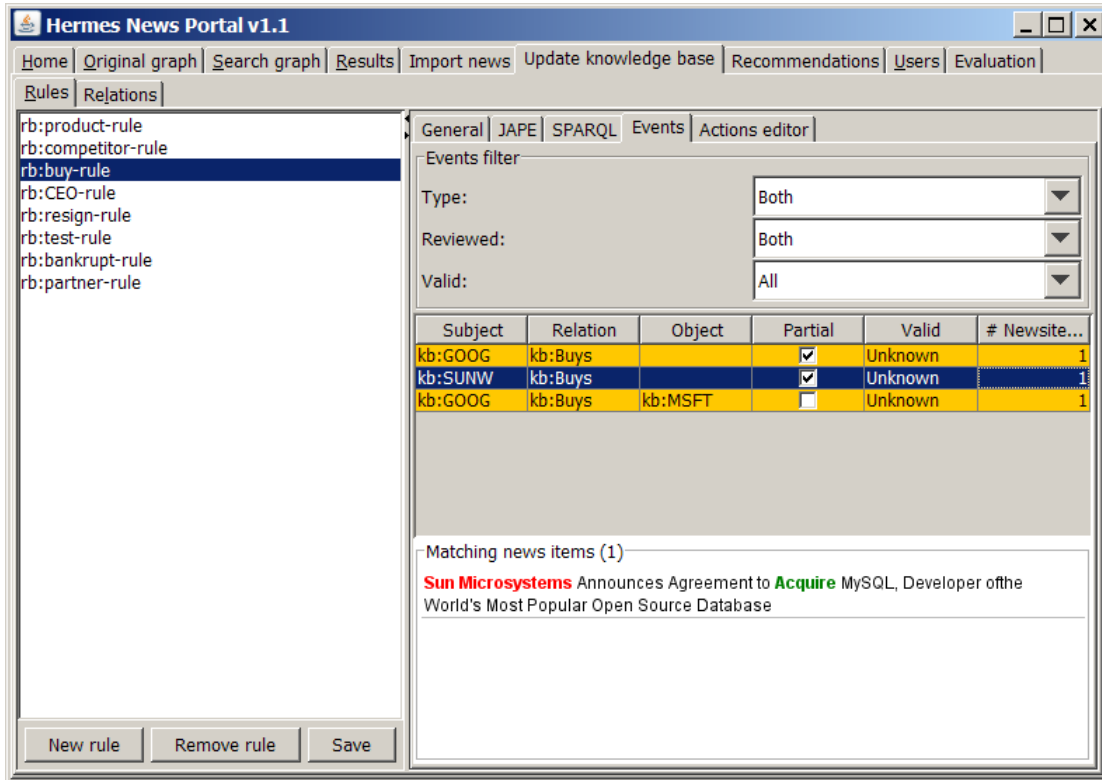 Hermes News Portal v1.1
Home Original graph Search graph Results Import news Update knowledge base Recommendations Users Evaluation
Rules Relations
rb:product-rule
rb:competitor-rule
rb:buy-rule
rb:CEO-rule
rb:resign-rule
rb:test-rule
rb:bankrupt-rule
rb:partner-rule
New rule Remove rule Save
General JAPE SPARQL Events Actions editor
Events filter
Type: Both
Reviewed: Both
Valid: All
Subject Relation Object Partial Valid # Newsite...
kb:GOOG kb:Buys Unknown 1
kb:SUNW kb:Buys Unknown 1
kb:GOOG kb:Buys kb:MSFT Unknown 1
Matching news items (1)
Sun Microsystems Announces Agreement to Acquire MySQL, Developer ofthe
World's Most Popular Open Source Database